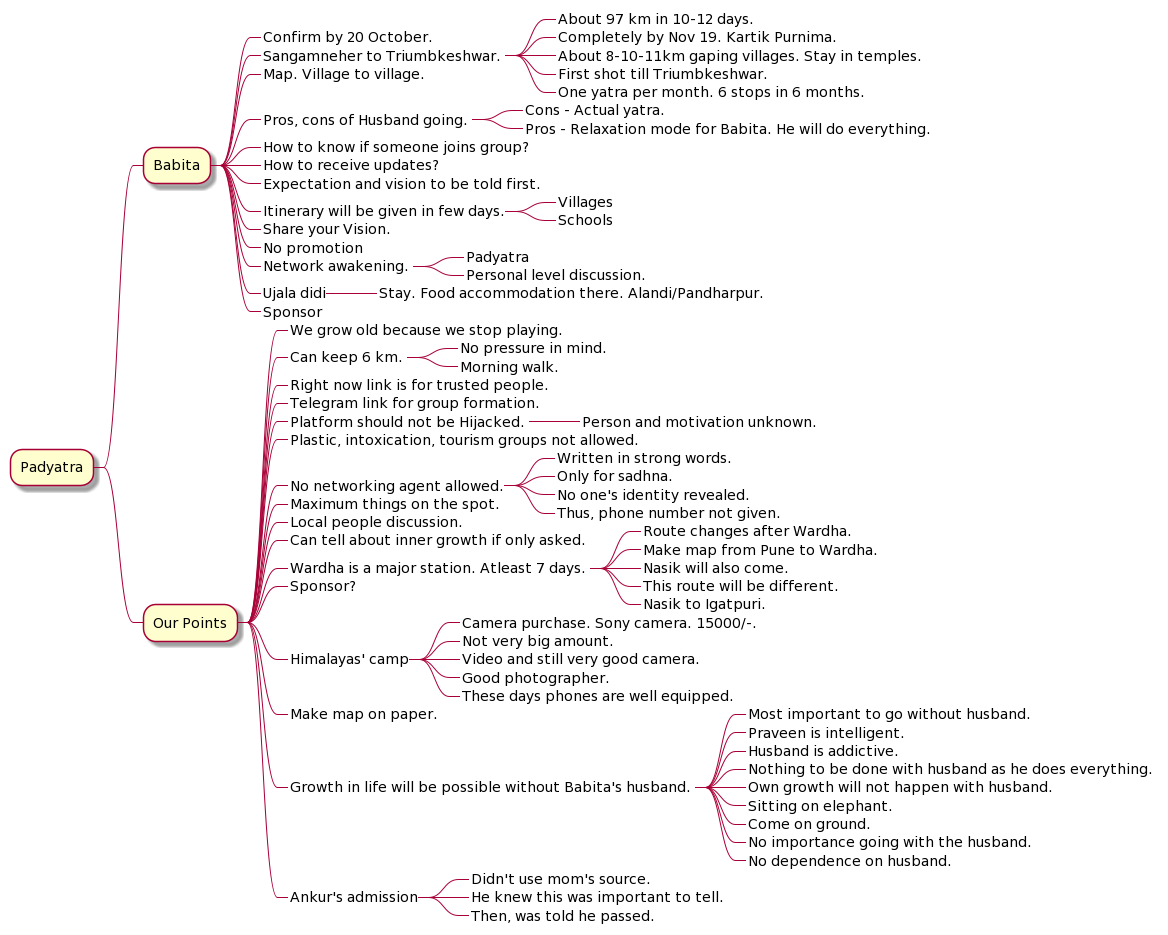 Padyatra
Babita
Confirm by 20 October.
Sangamneher to Triumbkeshwar.
About 97 km in 10-12 days.
Completely by Nov 19. Kartik Purnima.
About 8-10-11km gaping villages. Stay in temples.
First shot till Triumbkeshwar.
One yatra per month. 6 stops in 6 months.
Map. Village to village.
Pros, cons of Husband going.
Cons - Actual yatra.
Pros - Relaxation mode for Babita. He will do everything.
How to know if someone joins group?
How to receive updates?
Expectation and vision to be told first.
Itinerary will be given in few days.
Villages
Schools
Share your Vision.
No promotion
Network awakening.
Padyatra
Personal level discussion.
Ujala didi
Stay. Food accommodation there. Alandi/Pandharpur.
Sponsor
Our Points
We grow old because we stop playing.
Can keep 6 km.
No pressure in mind.
Morning walk.
Right now link is for trusted people.
Telegram link for group formation.
Platform should not be Hijacked.
Person and motivation unknown.
Plastic, intoxication, tourism groups not allowed.
No networking agent allowed.
Written in strong words.
Only for sadhna.
No one's identity revealed.
Thus, phone number not given.
Maximum things on the spot.
Local people discussion.
Can tell about inner growth if only asked.
Wardha is a major station. Atleast 7 days.
Route changes after Wardha.
Make map from Pune to Wardha.
Nasik will also come.
This route will be different.
Nasik to Igatpuri.
Sponsor?
Himalayas' camp
Camera purchase. Sony camera. 15000/-.
Not very big amount.
Video and still very good camera.
Good photographer.
These days phones are well equipped.
Make map on paper.
Growth in life will be possible without Babita's husband.
Most important to go without husband.
Praveen is intelligent.
Husband is addictive.
Nothing to be done with husband as he does everything.
Own growth will not happen with husband.
Sitting on elephant.
Come on ground.
No importance going with the husband.
No dependence on husband.
Ankur's admission
Didn't use mom's source.
He knew this was important to tell.
Then, was told he passed.